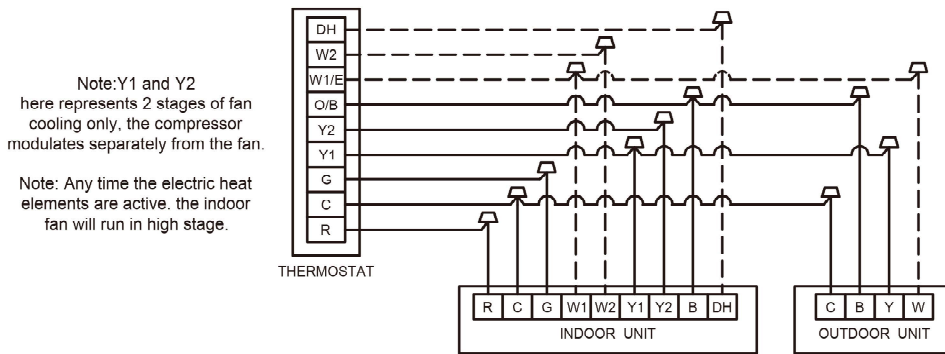 Note:Y1 and Y2
here represents 2 stages of fan
cooling only, the compressor
modulates separately from the fan.
Note: Any time the electric heat
elements are active. the indoor
fan will run in high stage.
DH
W2
W1/E
O/B
Y2
Y1
G
C
R
THERMOSTAT
R C G W1 W2 Y1 Y2 B DH
INDOOR UNIT
C B Y W
OUTDOOR UNIT